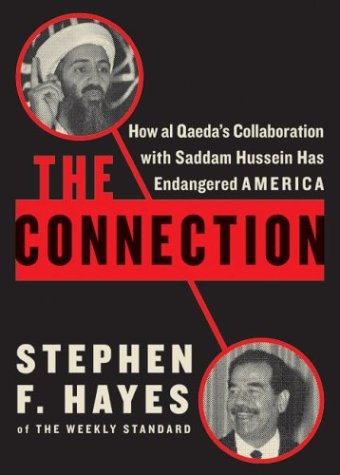 How al Qaeda's Collaboration
with Saddam Hussein Has
Endangered AMERICA
THE
CONNECTION
STEPHEN
F. HAYES
of THE WEEKLY STANDARD